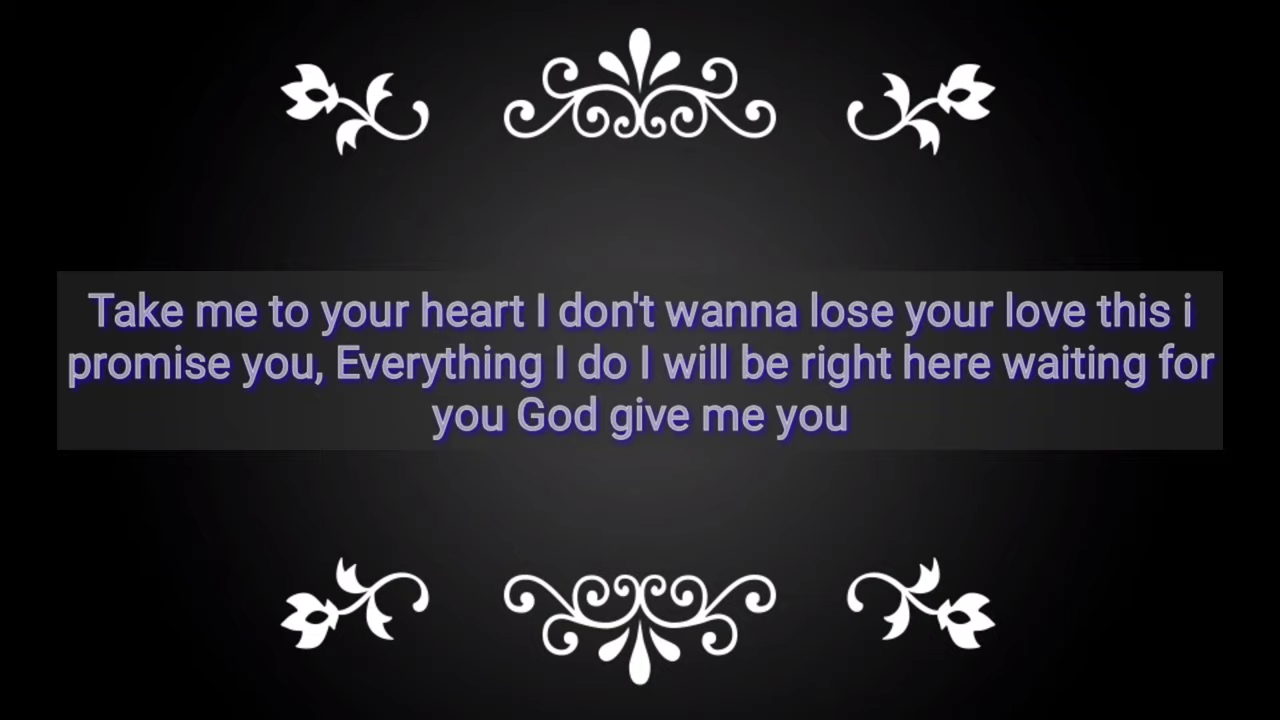 Take me to your heart I don't wanna lose your love this i
promise you, Everything I do I will be right here waiting for
you God give me you